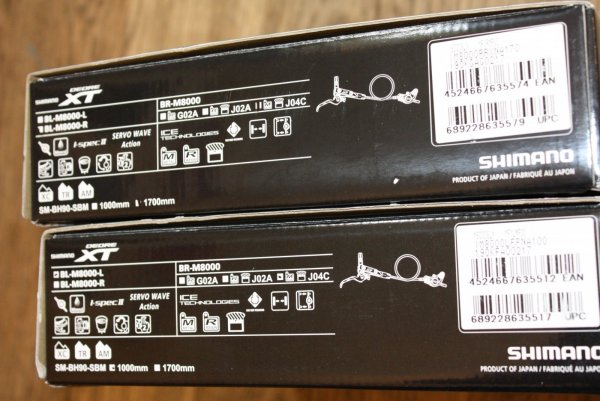 SHIMANO DEORE XT
BL-M8000-L
BL-M8000-R
I-spec II SERVO WAVE Action
XC TR AM
SM-BH90-SBM 1000mm 1700mm
BR-M8000
G02A J02A J04C
ICE TECHNOLOGIES
M R
4524667635574 EAN
689228635579 UPC
SHIMANO
PRODUCT OF JAPAN / FABRIQUÉ AU JAPON
SHIMANO DEORE XT
BL-M8000-L
BL-M8000-R
I-spec II SERVO WAVE Action
XC TR AM
SM-BH90-SBM 1000mm 1700mm
BR-M8000
G02A J02A J04C
ICE TECHNOLOGIES
M R
4524667635512 EAN
689228635517 UPC
SHIMANO
PRODUCT OF JAPAN / FABRIQUÉ AU JAPON